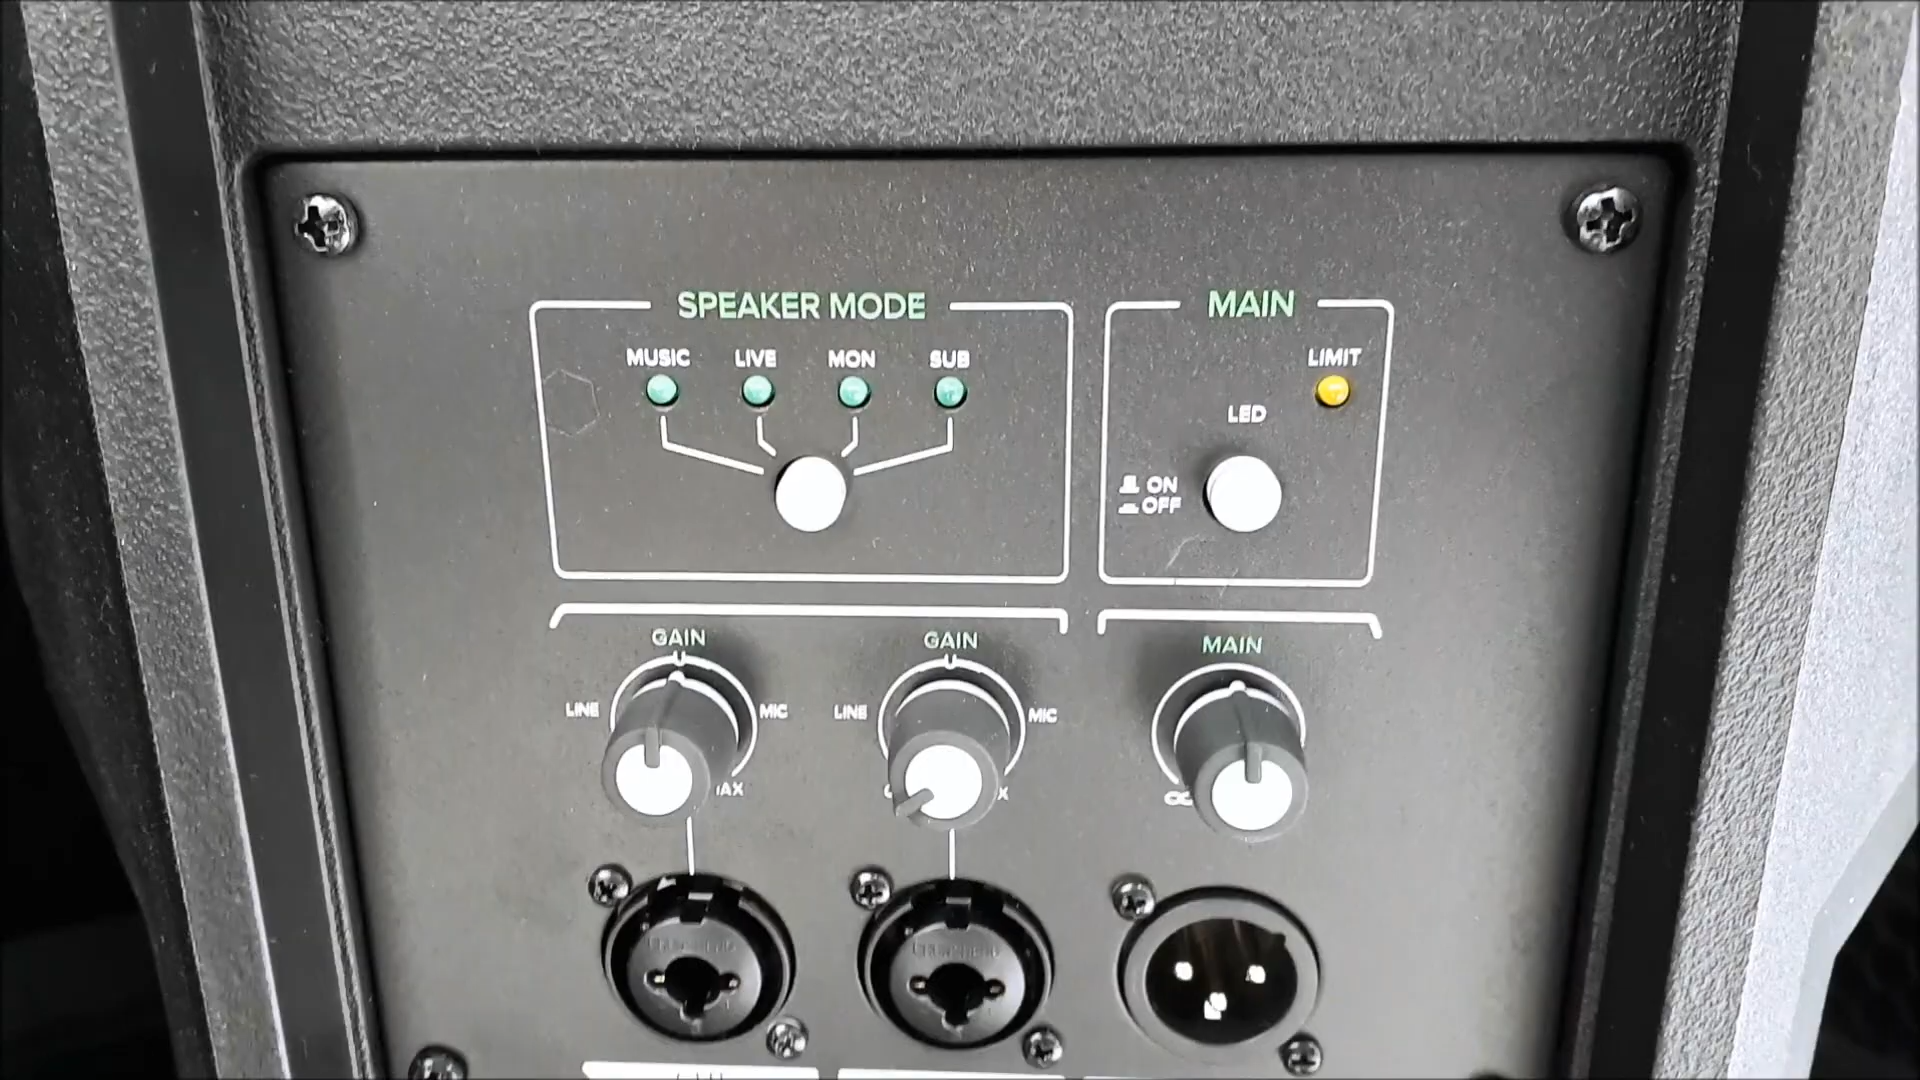 SPEAKER MODE
MUSIC LIVE MON SUB
MAIN
LIMIT
LED
ON
OFF
GAIN
LINE MIC
GAIN
LINE MIC
MAIN